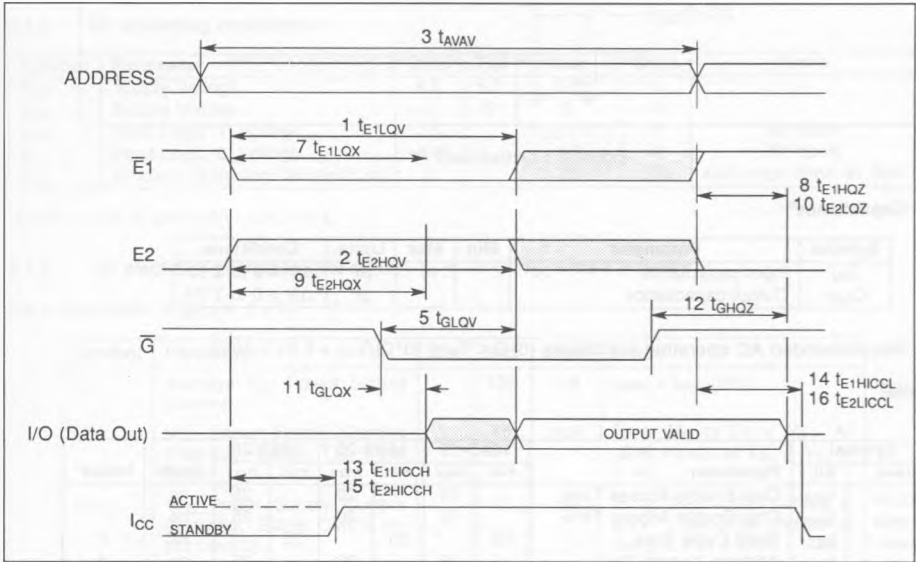 3 tAVAV
ADDRESS
1 tE1LQV
7 tE1LQX
E̅1
8 tE1HQZ
10 tE2LQZ
E2
2 tE2HQV
9 tE2HQX
12 tGHQZ
5 tGLQV
G̅
11 tGLQX
14 tE1HICCL
16 tE2LICCL
I/O (Data Out)
OUTPUT VALID
13 tE1LICCH
15 tE2HICCH
ACTIVE
ICC
STANDBY